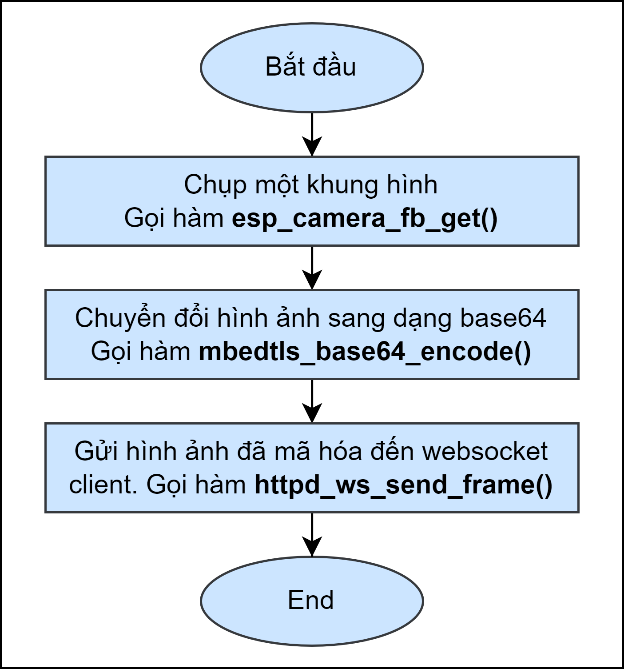 Bắt đầu
Chụp một khung hình
Gọi hàm esp_camera_fb_get()
Chuyển đổi hình ảnh sang dạng base64
Gọi hàm mbedtls_base64_encode()
Gửi hình ảnh đã mã hóa đến websocket
client. Gọi hàm httpd_ws_send_frame()
End